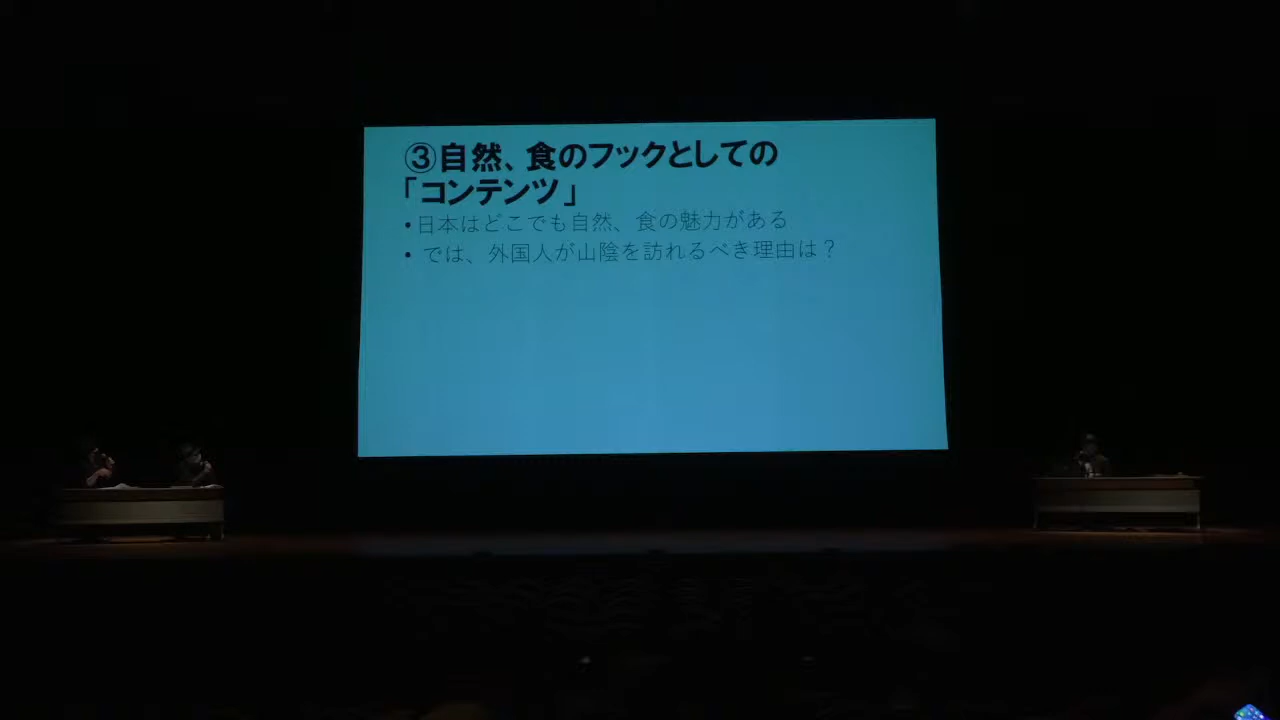 ③自然、食のフックとしての
「コンテンツ」
•日本はどこでも自然、食の魅力がある
• では、外国人が山陰を訪れるべき理由は？